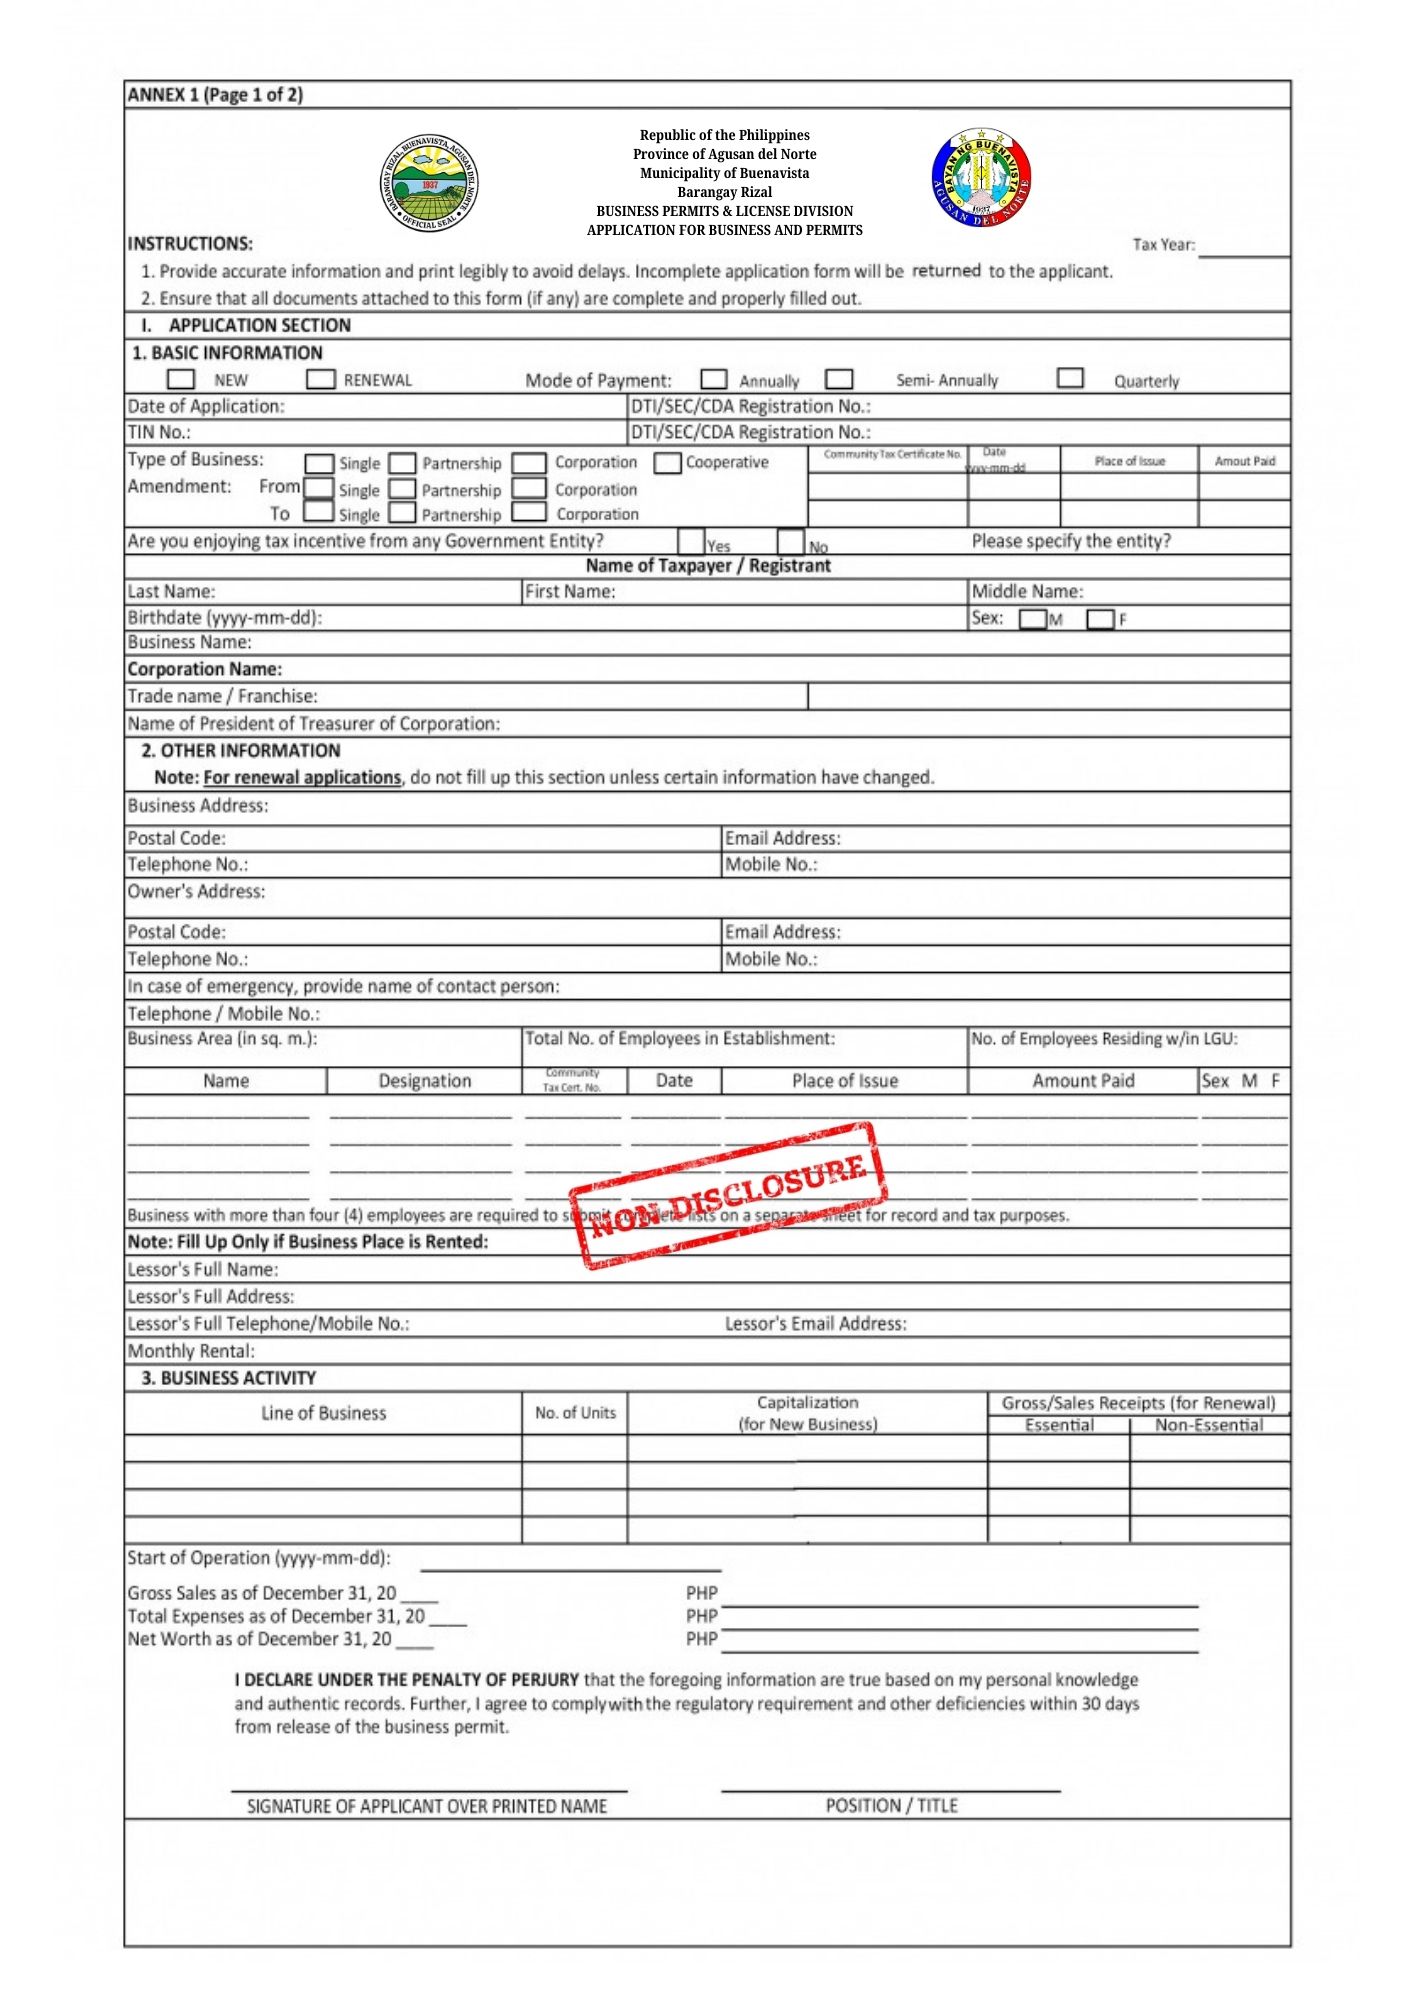 ANNEX 1 (Page 1 of 2)
BARANGAY RIZAL, BUENAVISTA, AGUSAN DEL NORTE
1937
OFFICIAL SEAL
Republic of the Philippines
Province of Agusan del Norte
Municipality of Buenavista
Barangay Rizal
BUSINESS PERMITS & LICENSE DIVISION
APPLICATION FOR BUSINESS AND PERMITS
BAYAN NG BUENAVISTA
1937
AGUSAN DEL NORTE
INSTRUCTIONS: Tax Year:
1. Provide accurate information and print legibly to avoid delays. Incomplete application form will be returned to the applicant.
2. Ensure that all documents attached to this form (if any) are complete and properly filled out.
I. APPLICATION SECTION
1. BASIC INFORMATION
NEW RENEWAL Mode of Payment: Annually Semi- Annually Quarterly
Date of Application: DTI/SEC/CDA Registration No.:
TIN No.: DTI/SEC/CDA Registration No.:
Type of Business: Single Partnership Corporation Cooperative
Community Tax Certificate No. Date yyyy-mm-dd Place of Issue Amout Paid
Amendment: From Single Partnership Corporation
To Single Partnership Corporation
Are you enjoying tax incentive from any Government Entity? Yes No Please specify the entity?
Name of Taxpayer / Registrant
Last Name: First Name: Middle Name:
Birthdate (yyyy-mm-dd): Sex: M F
Business Name:
Corporation Name:
Trade name / Franchise:
Name of President of Treasurer of Corporation:
2. OTHER INFORMATION
Note: For renewal applications, do not fill up this section unless certain information have changed.
Business Address:
Postal Code: Email Address:
Telephone No.: Mobile No.:
Owner's Address:
Postal Code: Email Address:
Telephone No.: Mobile No.:
In case of emergency, provide name of contact person:
Telephone / Mobile No.:
Business Area (in sq. m.): Total No. of Employees in Establishment: No. of Employees Residing w/in LGU:
Name Designation Community Tax Cert. No. Date Place of Issue Amount Paid Sex M F
NON-DISCLOSURE
Business with more than four (4) employees are required to submit complete lists on a separate sheet for record and tax purposes.
Note: Fill Up Only if Business Place is Rented:
Lessor's Full Name:
Lessor's Full Address:
Lessor's Full Telephone/Mobile No.: Lessor's Email Address:
Monthly Rental:
3. BUSINESS ACTIVITY
Line of Business No. of Units Capitalization (for New Business) Gross/Sales Receipts (for Renewal)
Essential Non-Essential
Start of Operation (yyyy-mm-dd):
Gross Sales as of December 31, 20 ____ PHP
Total Expenses as of December 31, 20 ____ PHP
Net Worth as of December 31, 20 ____ PHP
I DECLARE UNDER THE PENALTY OF PERJURY that the foregoing information are true based on my personal knowledge
and authentic records. Further, I agree to comply with the regulatory requirement and other deficiencies within 30 days
from release of the business permit.
SIGNATURE OF APPLICANT OVER PRINTED NAME POSITION / TITLE